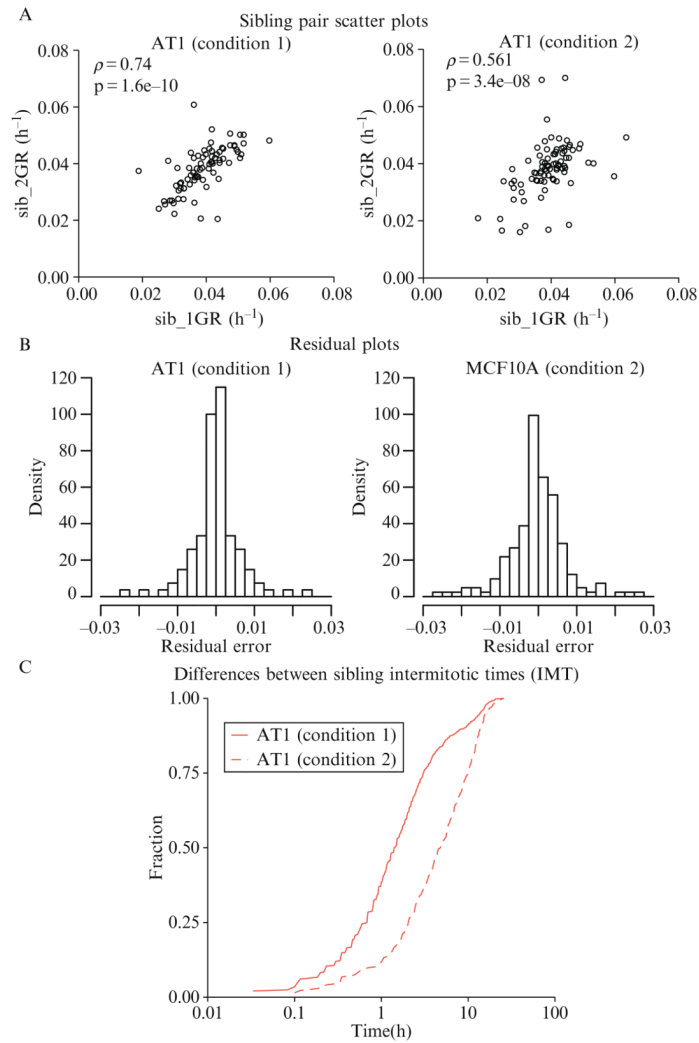 A
Sibling pair scatter plots
AT1 (condition 1)
AT1 (condition 2)
0.08
0.06
0.04
0.02
0.00
sib_2GR (h⁻¹)
ρ = 0.74
p = 1.6e–10
0.00 0.02 0.04 0.06 0.08
sib_1GR (h⁻¹)
0.08
0.06
0.04
0.02
0.00
sib_2GR (h⁻¹)
ρ = 0.561
p = 3.4e–08
0.00 0.02 0.04 0.06 0.08
sib_1GR (h⁻¹)
B
Residual plots
AT1 (condition 1)
MCF10A (condition 2)
120
100
80
60
40
20
0
Density
–0.03 –0.01 0.01 0.03
Residual error
120
100
80
60
40
20
0
Density
–0.03 –0.01 0.01 0.03
Residual error
C
Differences between sibling intermitotic times (IMT)
1.00
0.75
0.50
0.25
0.00
Fraction
AT1 (condition 1)
AT1 (condition 2)
0.01 0.1 1 10 100
Time(h)